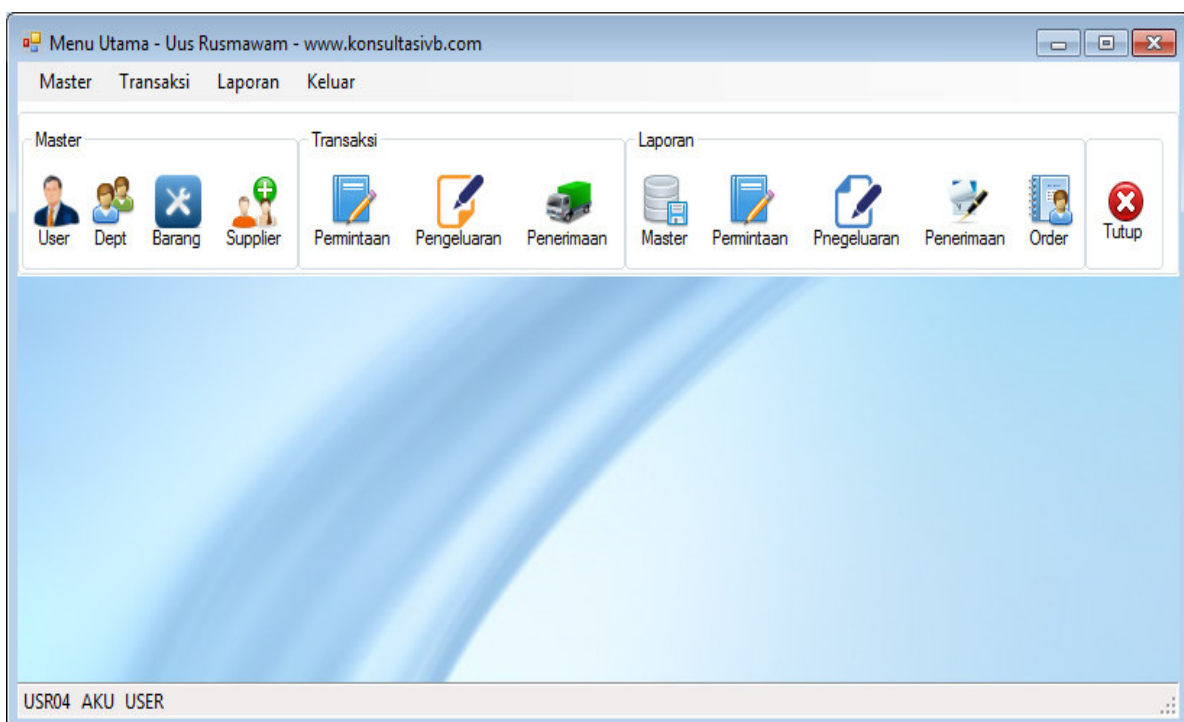 Menu Utama - Uus Rusmawam - www.konsultasivb.com
Master Transaksi Laporan Keluar
Master Transaksi Laporan
User Dept Barang Supplier Permintaan Pengeluaran Penerimaan Master Permintaan Pnegeluaran Penerimaan Order Tutup
USR04 AKU USER